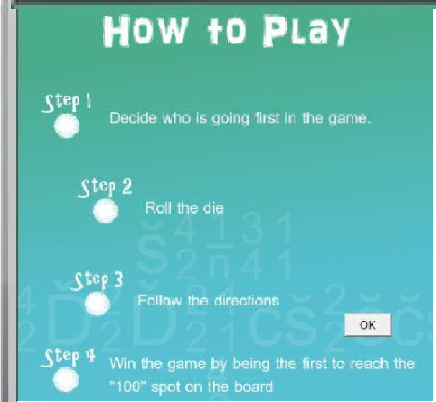 How to Play
Step 1
Decide who is going first in the game.
Step 2
Roll the die
Step 3
Follow the directions
OK
Step 4
Win the game by being the first to reach the
"100" spot on the board